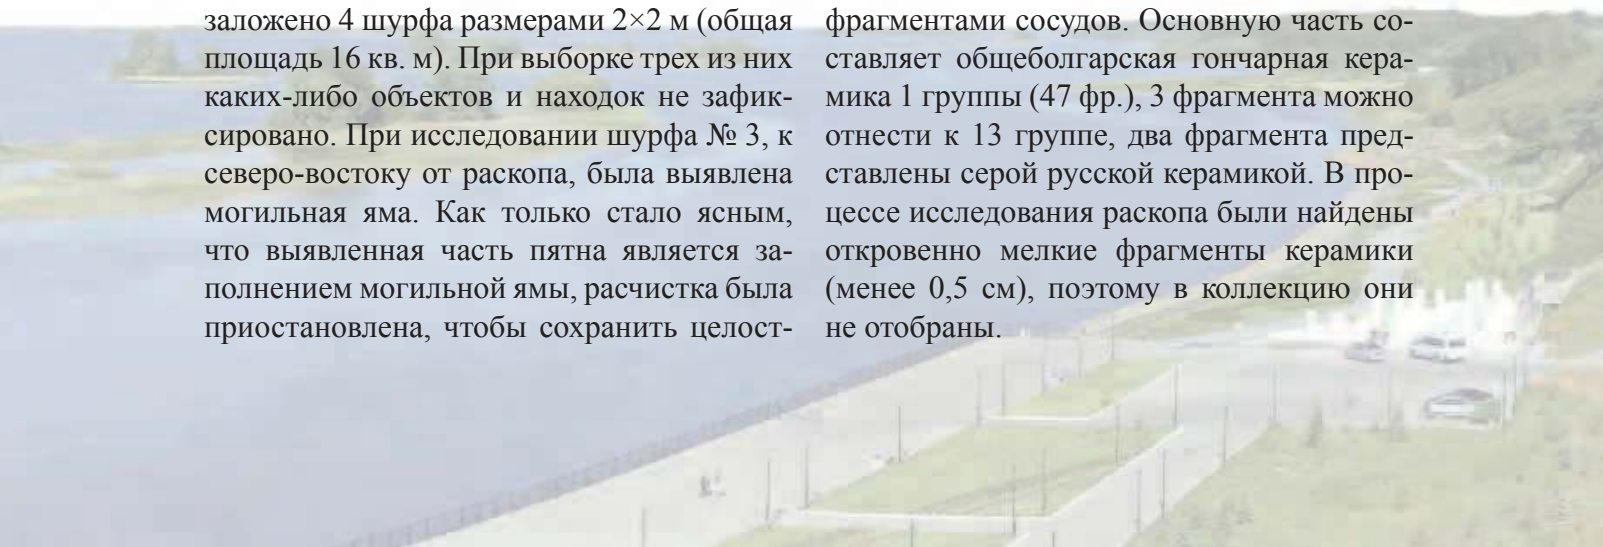 заложено 4 шурфа размерами 2×2 м (общая
площадь 16 кв. м). При выборке трех из них
каких-либо объектов и находок не зафик-
сировано. При исследовании шурфа № 3, к
северо-востоку от раскопа, была выявлена
могильная яма. Как только стало ясным,
что выявленная часть пятна является за-
полнением могильной ямы, расчистка была
приостановлена, чтобы сохранить целост-
фрагментами сосудов. Основную часть со-
ставляет общеболгарская гончарная кера-
мика 1 группы (47 фр.), 3 фрагмента можно
отнести к 13 группе, два фрагмента пред-
ставлены серой русской керамикой. В про-
цессе исследования раскопа были найдены
откровенно мелкие фрагменты керамики
(менее 0,5 см), поэтому в коллекцию они
не отобраны.